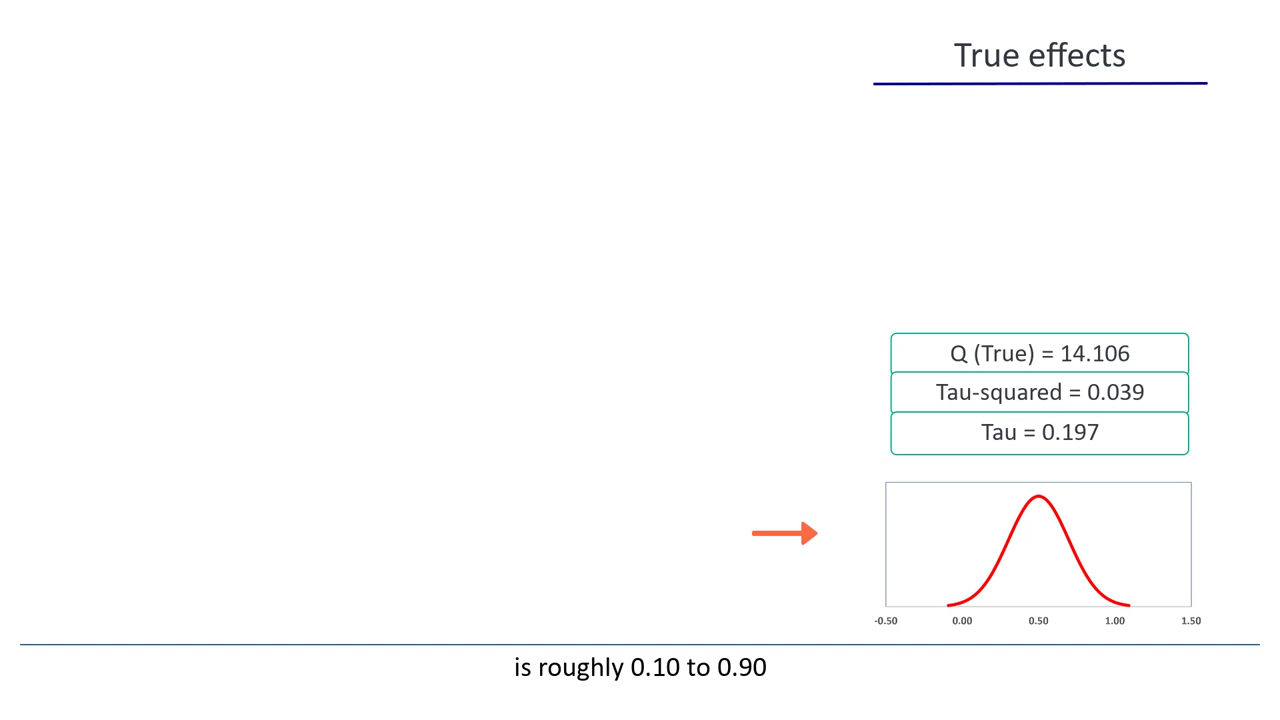 True effects
Q (True) = 14.106
Tau-squared = 0.039
Tau = 0.197
-0.50 0.00 0.50 1.00 1.50
is roughly 0.10 to 0.90